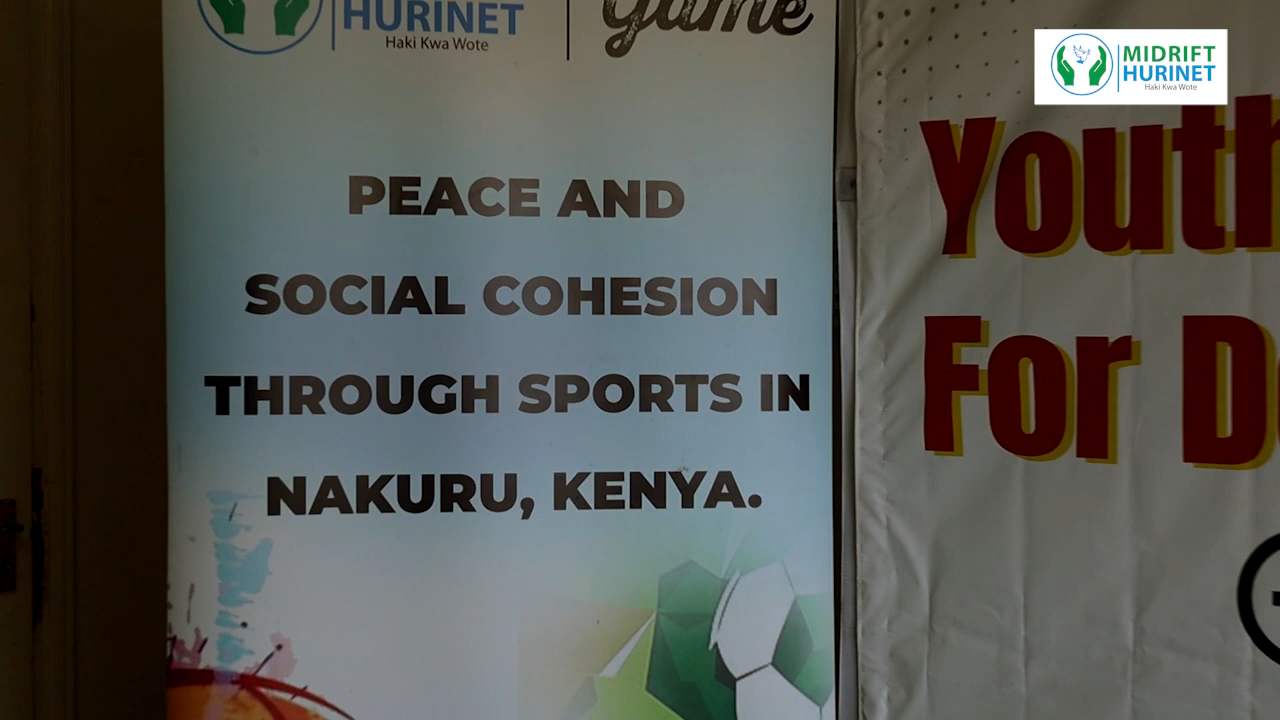 HURINET
Haki Kwa Wote
Game
PEACE AND
SOCIAL COHESION
THROUGH SPORTS IN
NAKURU, KENYA.
MIDRIFT
HURINET
Haki Kwa Wote
Youth
For D